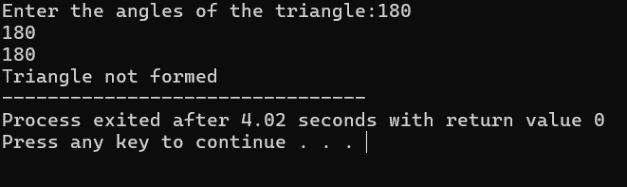 Enter the angles of the triangle:180
180
180
Triangle not formed
--------------------------------
Process exited after 4.02 seconds with return value 0
Press any key to continue . . .